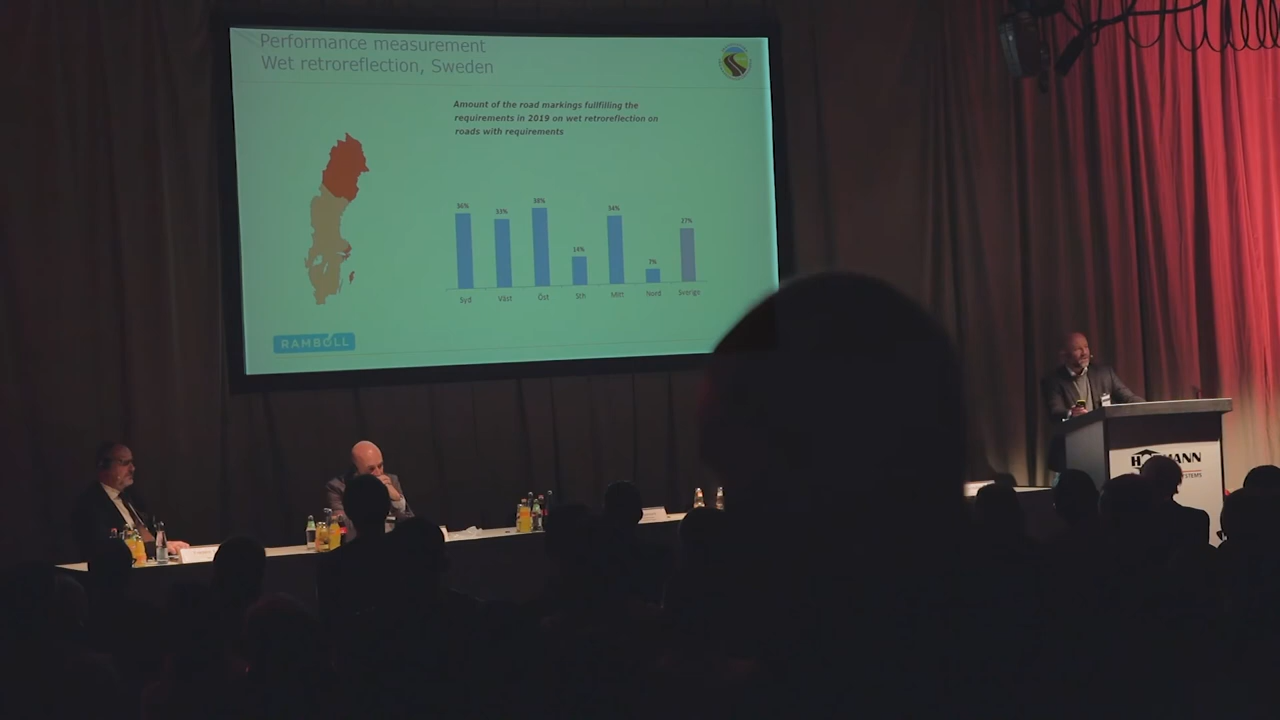 Performance measurement
Wet retroreflection, Sweden
Amount of the road markings fullfilling the
requirements in 2019 on wet retroreflection on
roads with requirements
36% 33% 38% 14% 34% 7% 27%
Syd Väst Öst Sth Mitt Nord Sverige
RAMBOLL